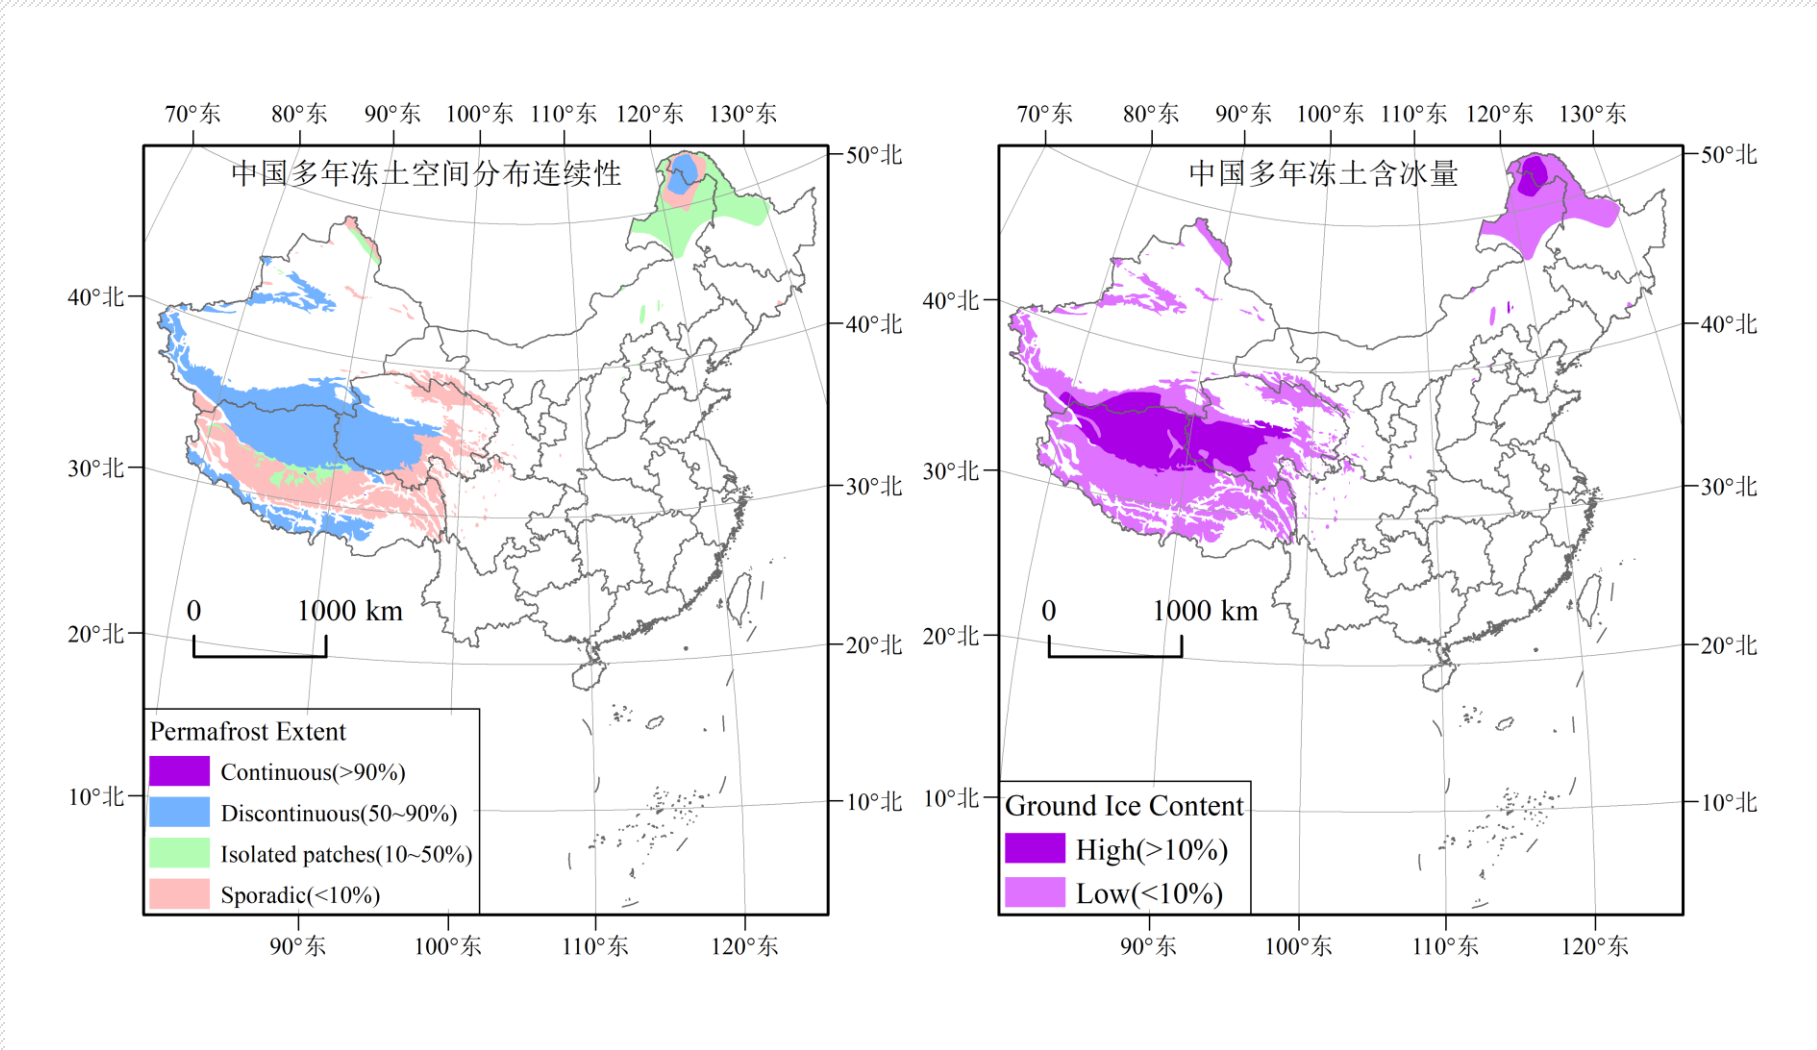 70°东 80°东 90°东 100°东 110°东 120°东 130°东
中国多年冻土空间分布连续性
50°北
40°北
40°北
30°北
30°北
20°北
20°北
10°北
10°北
0 1000 km
Permafrost Extent
Continuous(>90%)
Discontinuous(50~90%)
Isolated patches(10~50%)
Sporadic(<10%)
90°东 100°东 110°东 120°东
70°东 80°东 90°东 100°东 110°东 120°东 130°东
中国多年冻土含冰量
50°北
40°北
40°北
30°北
30°北
20°北
20°北
10°北
10°北
0 1000 km
Ground Ice Content
High(>10%)
Low(<10%)
90°东 100°东 110°东 120°东